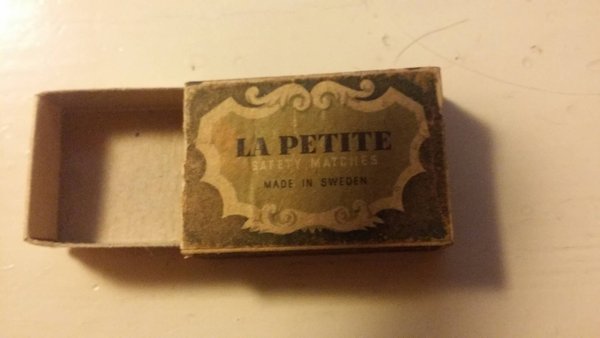 LA PETITE
SAFETY MATCHES
MADE IN SWEDEN